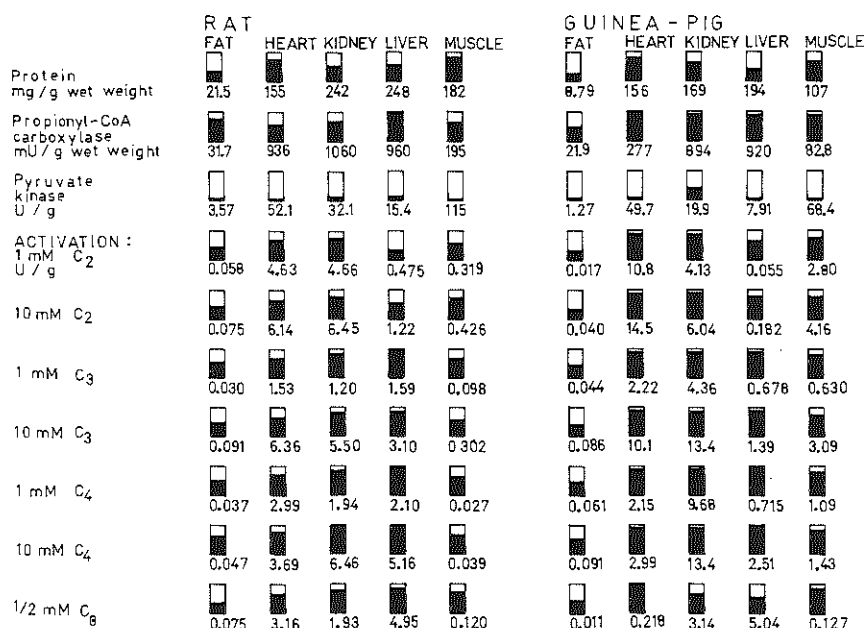 RAT GUINEA-PIG
FAT HEART KIDNEY LIVER MUSCLE FAT HEART KIDNEY LIVER MUSCLE
Protein
mg/g wet weight 21.5 155 242 248 182 8.79 156 169 194 107
Propionyl-CoA
carboxylase
mU/g wet weight 31.7 936 1060 960 195 21.9 277 894 920 82.8
Pyruvate
kinase
U/g 3.57 52.1 32.1 15.4 115 1.27 49.7 19.9 7.91 68.4
ACTIVATION:
1 mM C2
U/g 0.058 4.63 4.66 0.475 0.319 0.017 10.8 4.13 0.055 2.80
10 mM C2 0.075 6.14 6.45 1.22 0.426 0.040 14.5 6.04 0.182 4.16
1 mM C3 0.030 1.53 1.20 1.59 0.098 0.044 2.22 4.36 0.678 0.630
10 mM C3 0.091 6.36 5.50 3.10 0.302 0.086 10.1 13.4 1.39 3.09
1 mM C4 0.037 2.99 1.94 2.10 0.027 0.061 2.15 9.68 0.715 1.09
10 mM C4 0.047 3.69 6.46 5.16 0.039 0.091 2.99 13.4 2.51 1.43
1/2 mM C8 0.075 3.16 1.93 4.95 0.120 0.011 0.218 3.14 5.04 0.127